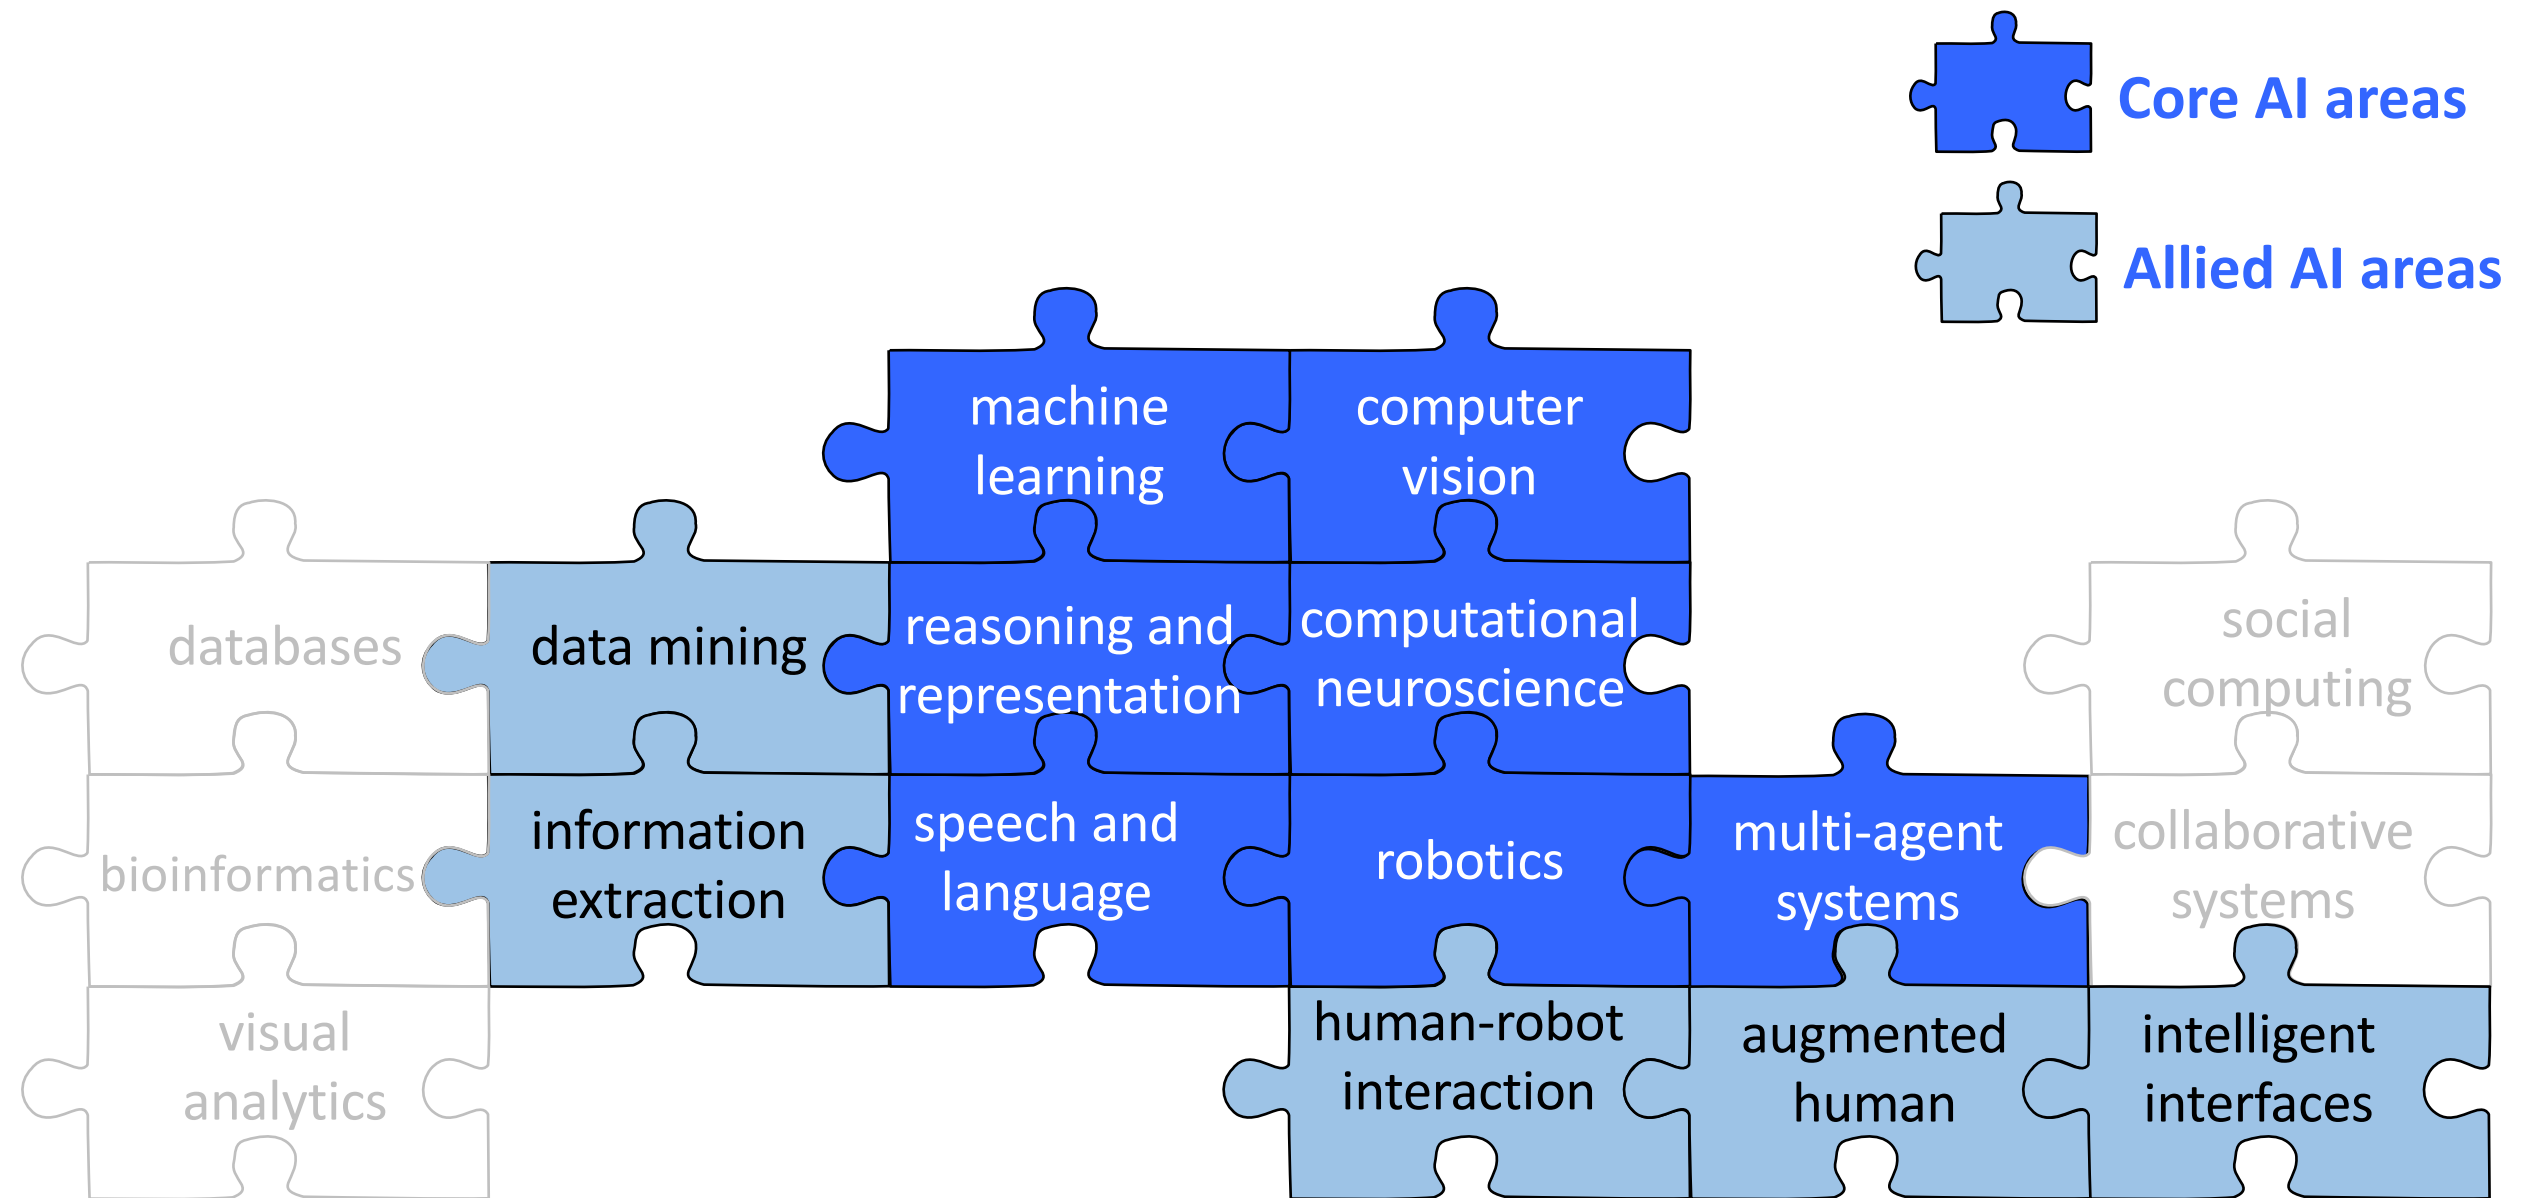 Core AI areas
Allied AI areas
machine
learning
computer
vision
databases
data mining
reasoning and
representation
computational
neuroscience
social
computing
bioinformatics
information
extraction
speech and
language
robotics
multi-agent
systems
collaborative
systems
visual
analytics
human-robot
interaction
augmented
human
intelligent
interfaces